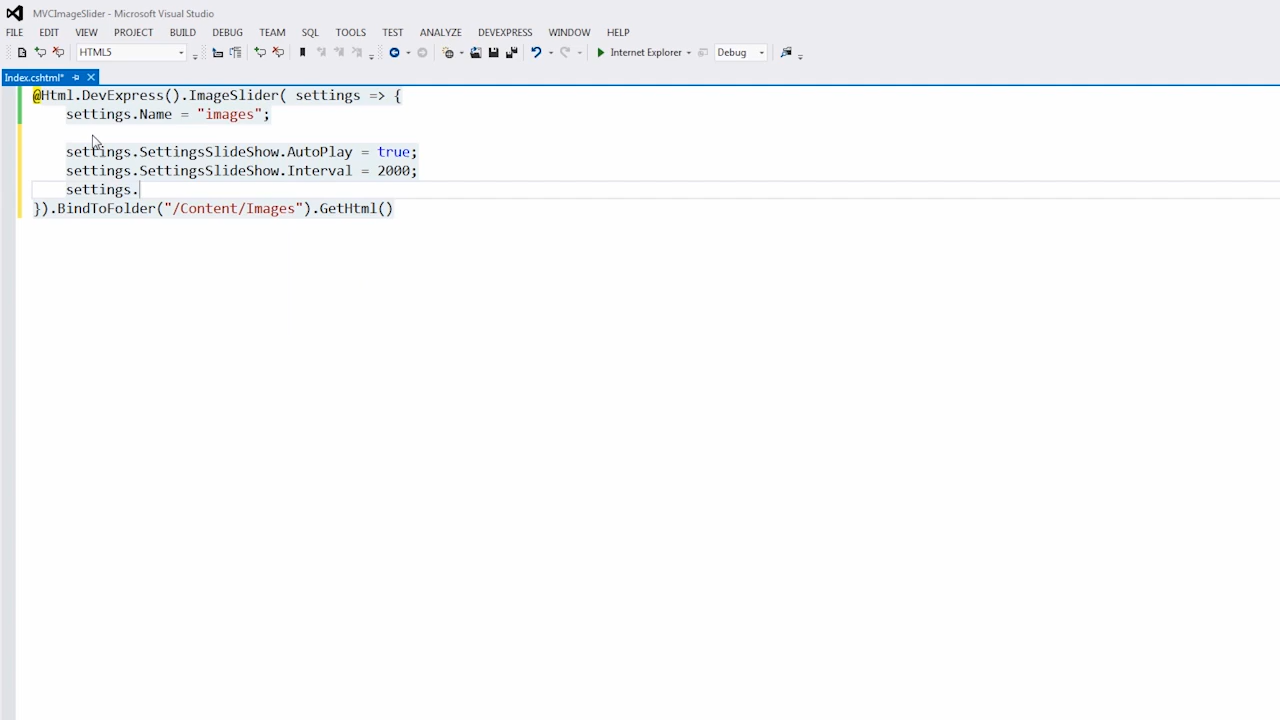 MVCImageSlider - Microsoft Visual Studio
FILE EDIT VIEW PROJECT BUILD DEBUG TEAM SQL TOOLS TEST ANALYZE DEVEXPRESS WINDOW HELP
HTML5 Internet Explorer Debug
Index.cshtml*
@Html.DevExpress().ImageSlider( settings => {
settings.Name = "images";
settings.SettingsSlideShow.AutoPlay = true;
settings.SettingsSlideShow.Interval = 2000;
settings.
}).BindToFolder("/Content/Images").GetHtml()